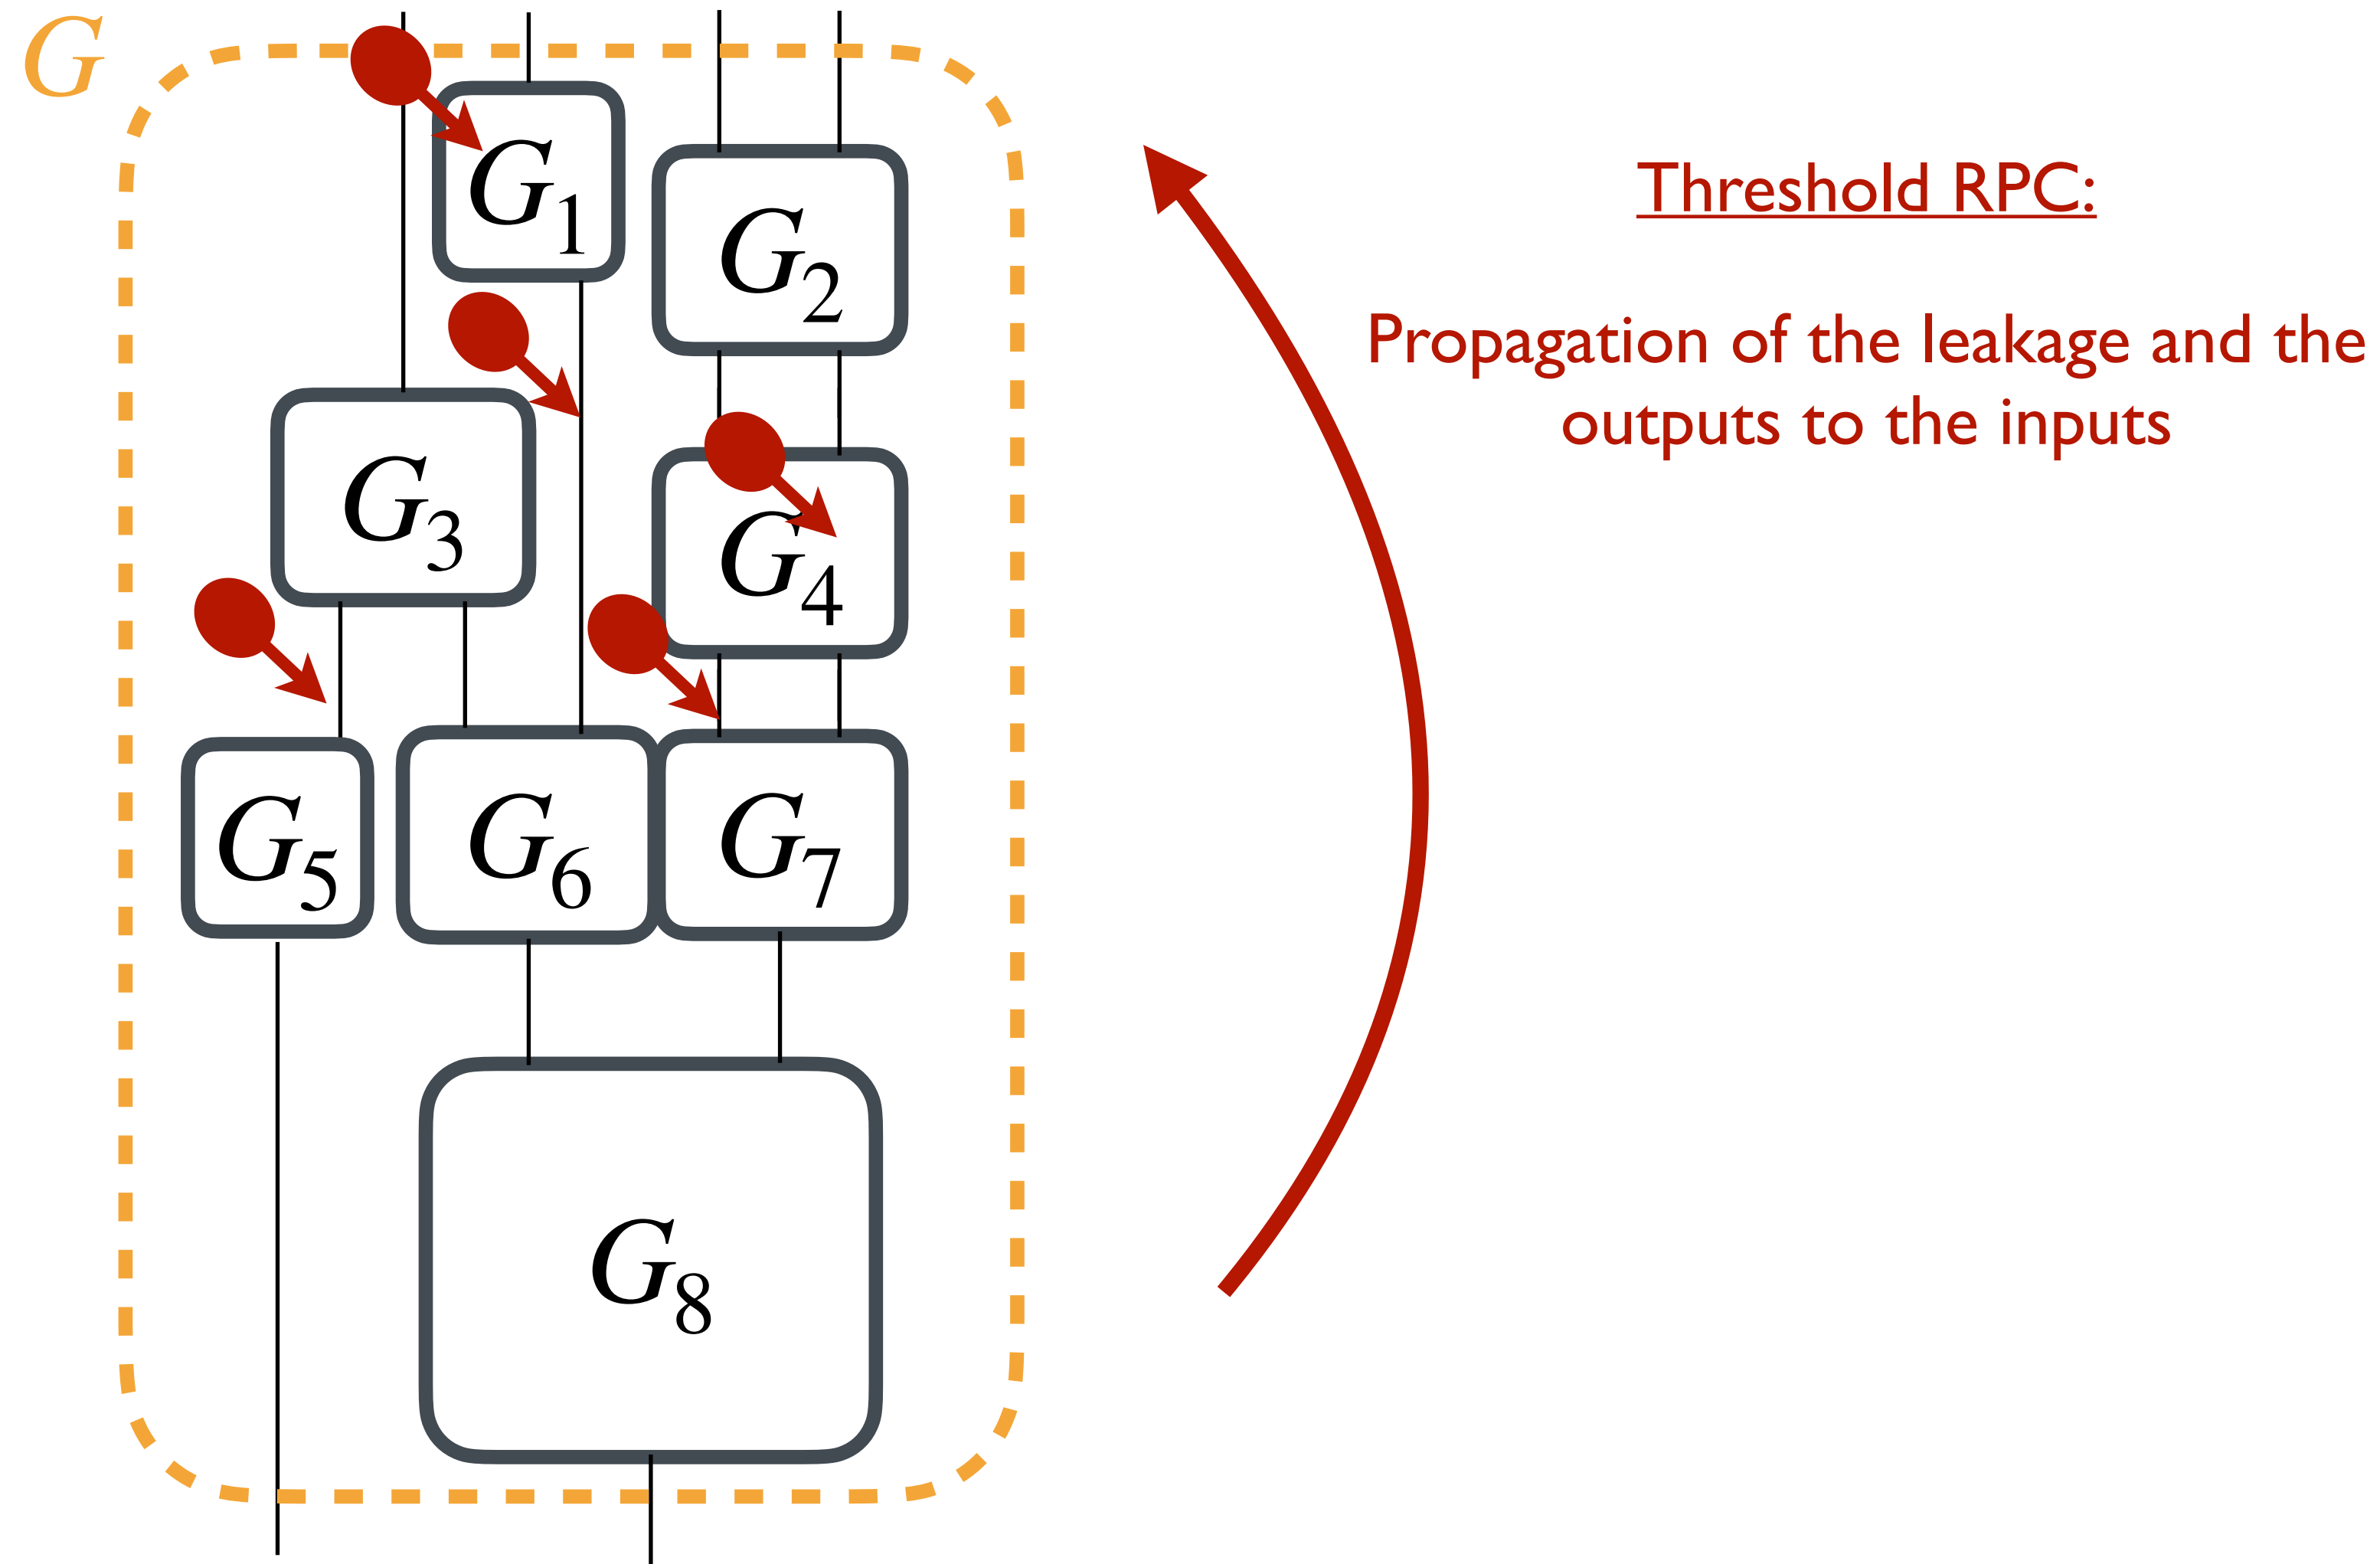 G
G1
G2
Threshold RPC:
Propagation of the leakage and the
outputs to the inputs
G3
G4
G5
G6
G7
G8